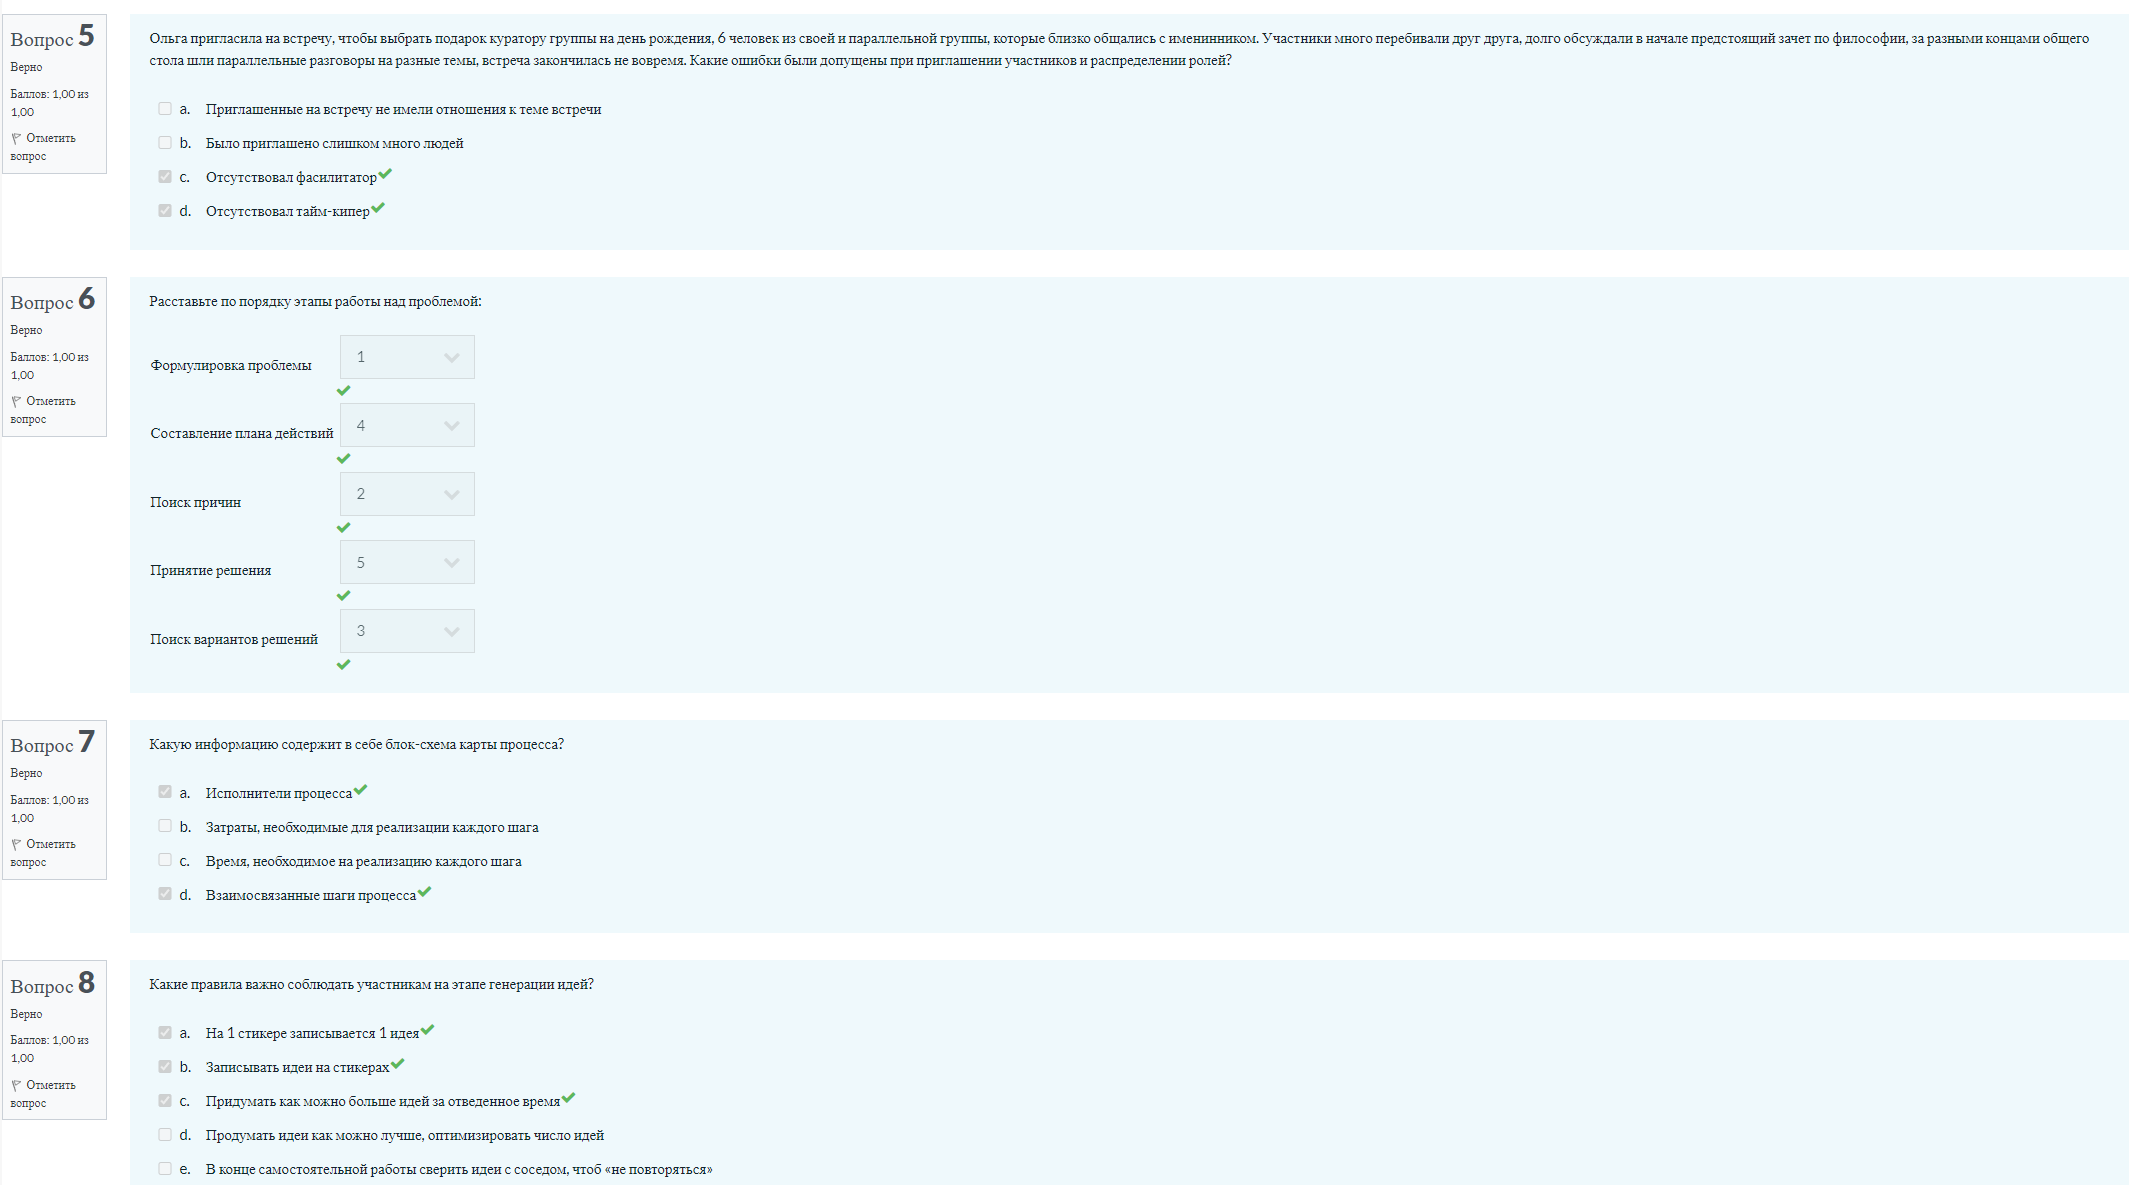 Вопрос 5
Верно
Баллов: 1,00 из
1,00
Отметить
вопрос
Ольга пригласила на встречу, чтобы выбрать подарок куратору группы на день рождения, 6 человек из своей и параллельной группы, которые близко общались с именинником. Участники много перебивали друг друга, долго обсуждали в начале предстоящий зачет по философии, за разными концами общего
стола шли параллельные разговоры на разные темы, встреча закончилась не вовремя. Какие ошибки были допущены при приглашении участников и распределении ролей?
a. Приглашенные на встречу не имели отношения к теме встречи
b. Было приглашено слишком много людей
c. Отсутствовал фасилитатор
d. Отсутствовал тайм-кипер
Вопрос 6
Верно
Баллов: 1,00 из
1,00
Отметить
вопрос
Расставьте по порядку этапы работы над проблемой:
Формулировка проблемы 1
Составление плана действий 4
Поиск причин 2
Принятие решения 5
Поиск вариантов решений 3
Вопрос 7
Верно
Баллов: 1,00 из
1,00
Отметить
вопрос
Какую информацию содержит в себе блок-схема карты процесса?
a. Исполнители процесса
b. Затраты, необходимые для реализации каждого шага
c. Время, необходимое на реализацию каждого шага
d. Взаимосвязанные шаги процесса
Вопрос 8
Верно
Баллов: 1,00 из
1,00
Отметить
вопрос
Какие правила важно соблюдать участникам на этапе генерации идей?
a. На 1 стикере записывается 1 идея
b. Записывать идеи на стикерах
c. Придумать как можно больше идей за отведенное время
d. Продумать идеи как можно лучше, оптимизировать число идей
e. В конце самостоятельной работы сверить идеи с соседом, чтоб «не повторяться»